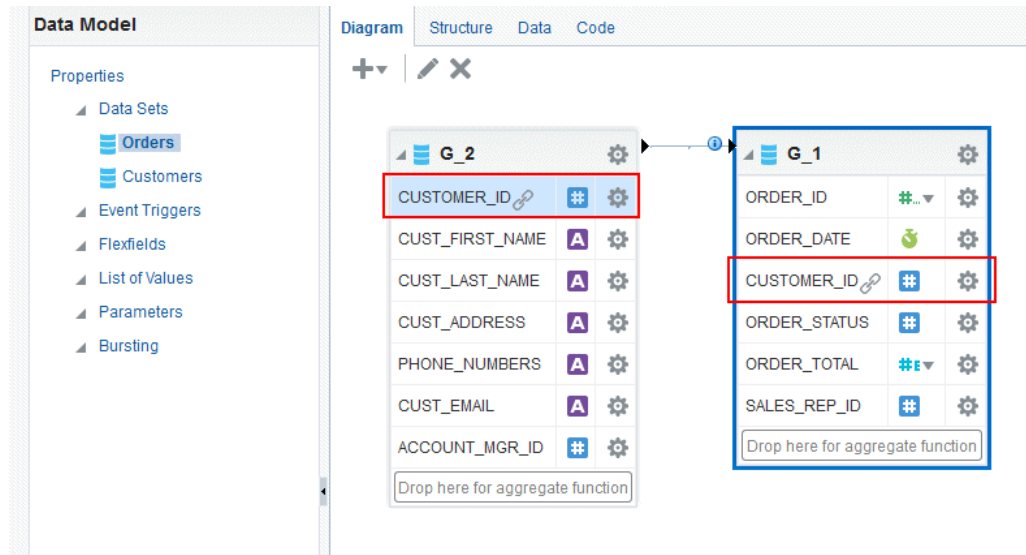 Data Model
Properties
Data Sets
Orders
Customers
Event Triggers
Flexfields
List of Values
Parameters
Bursting
Diagram Structure Data Code
G_2
CUSTOMER_ID #
CUST_FIRST_NAME A
CUST_LAST_NAME A
CUST_ADDRESS A
PHONE_NUMBERS A
CUST_EMAIL A
ACCOUNT_MGR_ID #
Drop here for aggregate function
i
G_1
ORDER_ID #...
ORDER_DATE
CUSTOMER_ID #
ORDER_STATUS #
ORDER_TOTAL #E
SALES_REP_ID #
Drop here for aggregate function